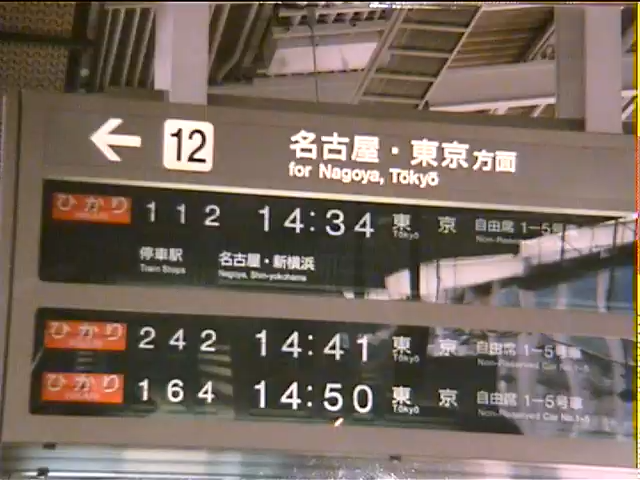 ← 12 名古屋・東京方面
for Nagoya, Tōkyō
ひかり 112 14:34 東京 自由席 1-5号
HIKARI Tōkyō
停車駅 名古屋・新横浜
Train Stops Nagoya, Shin-yokohama
ひかり 242 14:41 東京 自由席 1-5号車
HIKARI Tōkyō Non-Reserved Car No.1-5
ひかり 164 14:50 東京 自由席 1-5号車
HIKARI Tōkyō Non-Reserved Car No.1-5